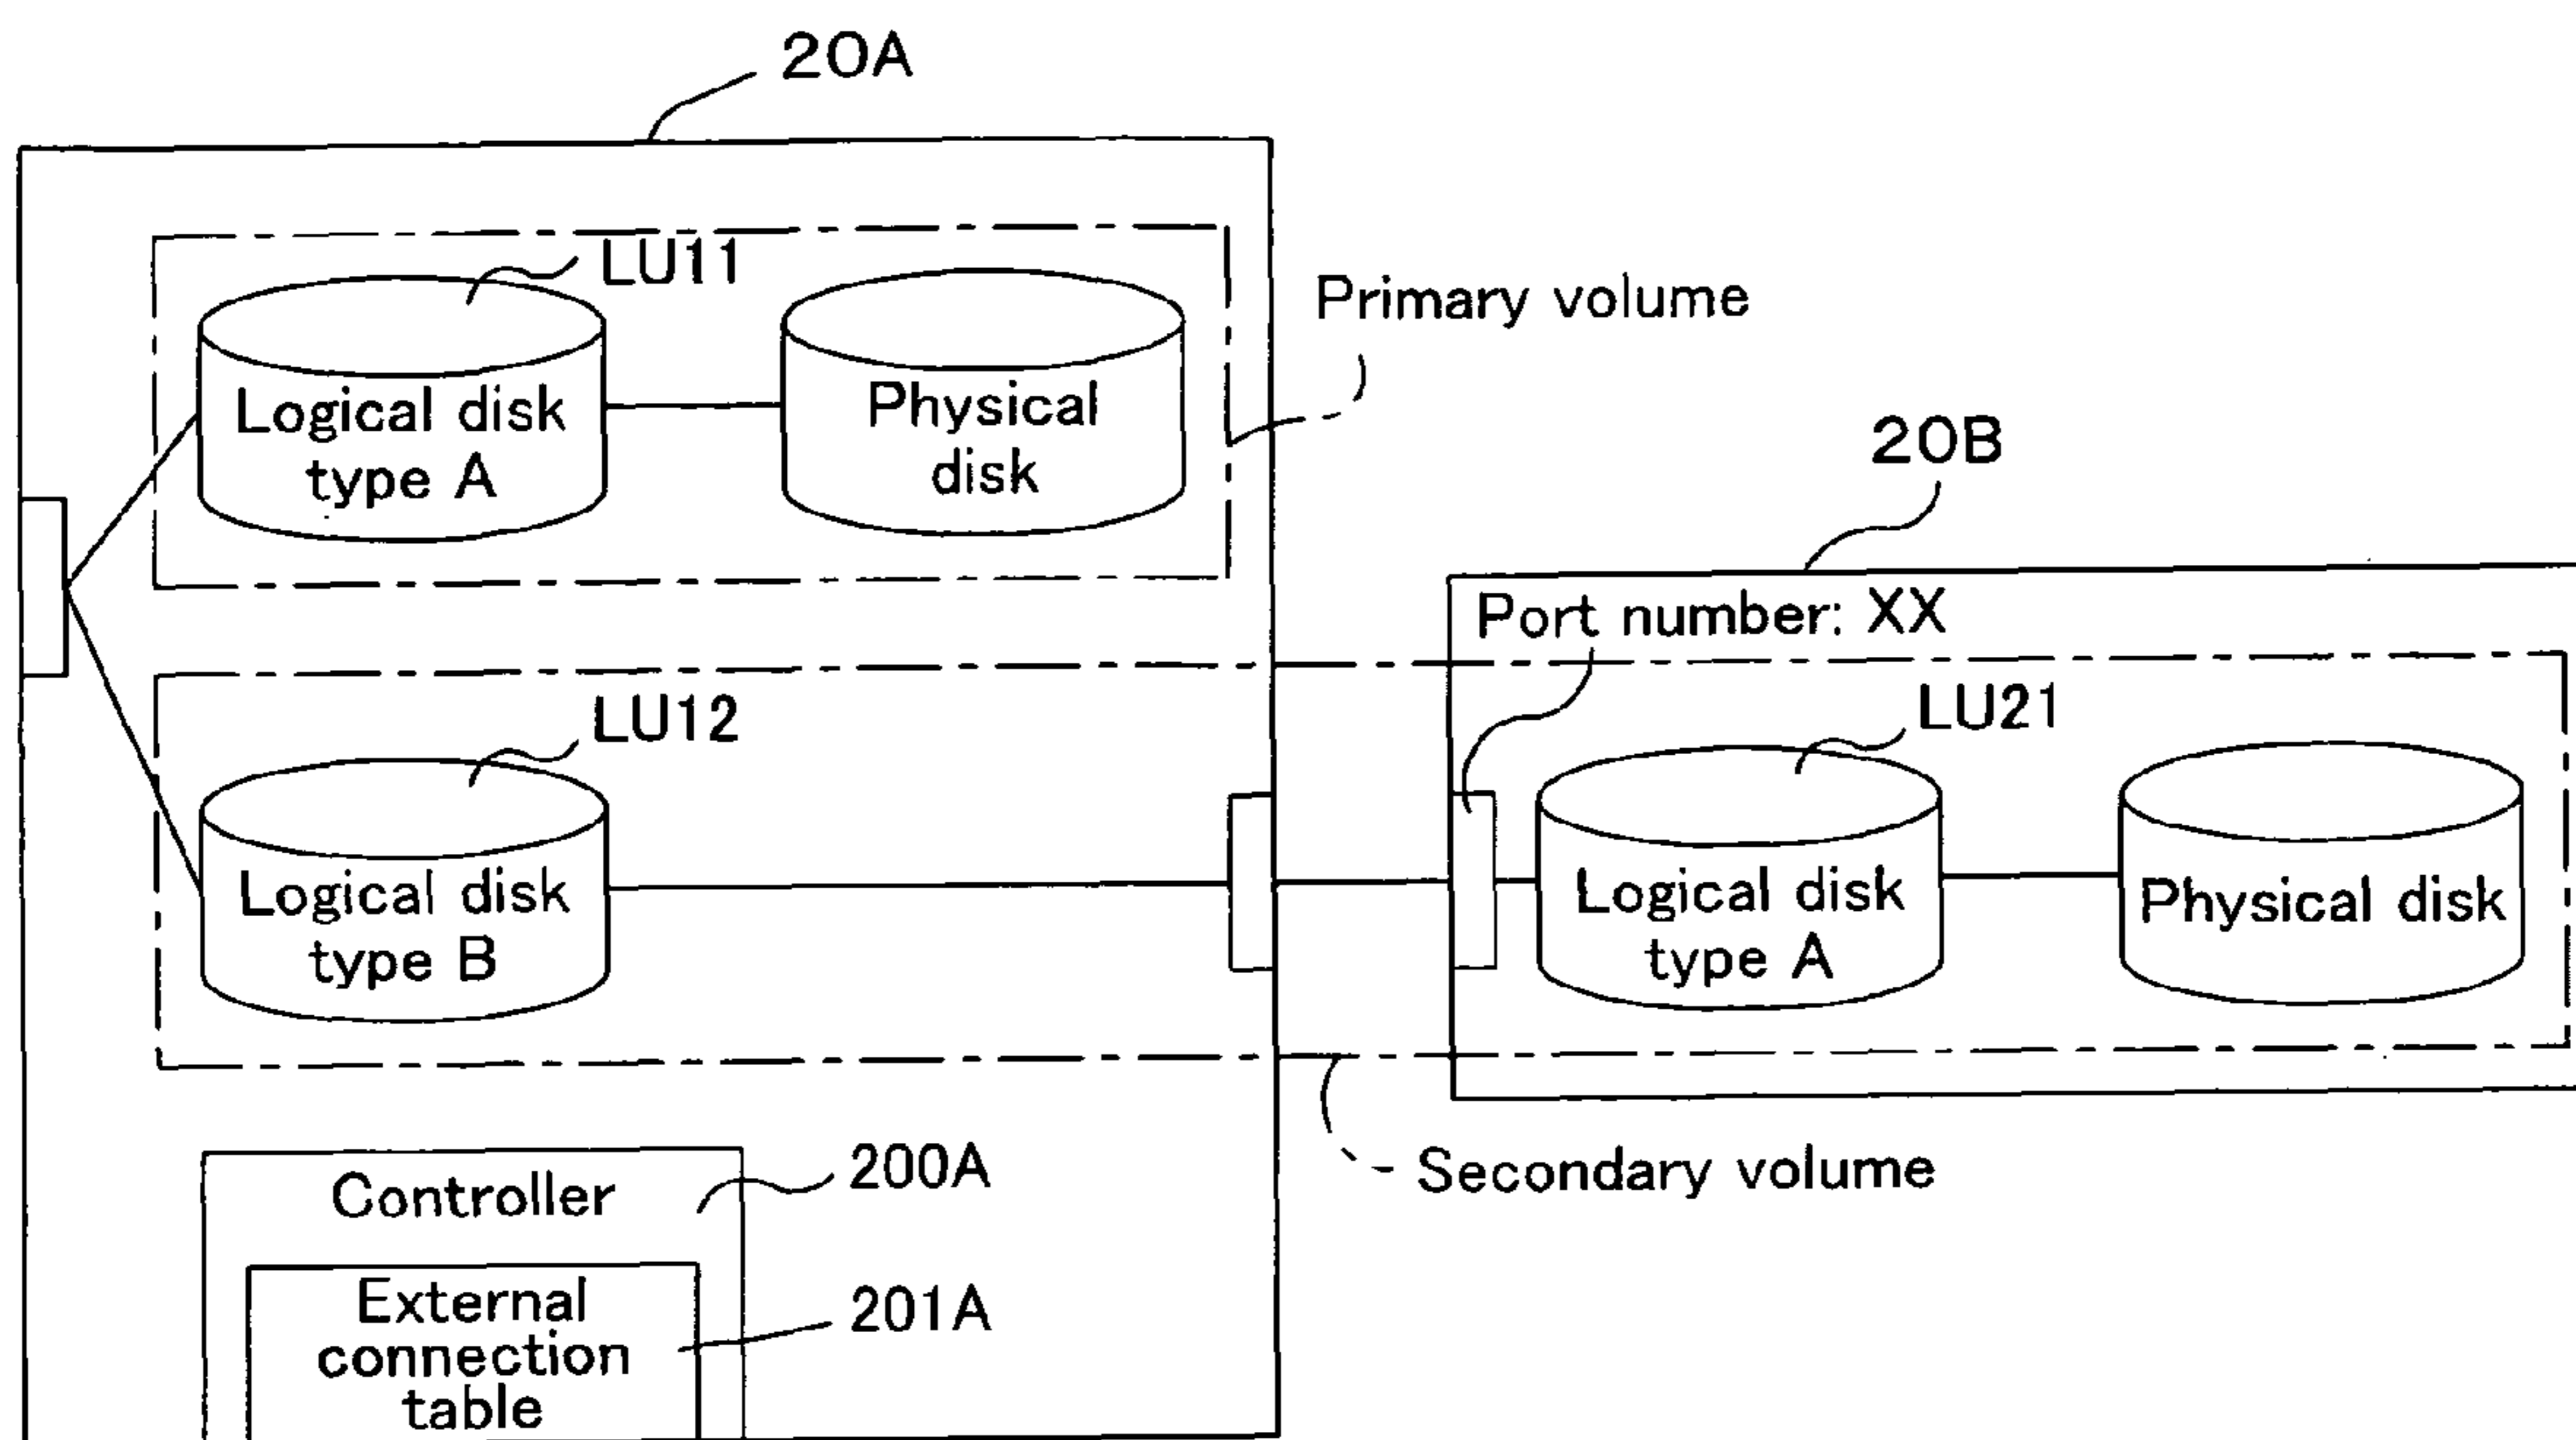 20A
LU11
Primary volume
Logical disk
type A
Physical
disk
20B
Port number: XX
LU12
LU21
Logical disk
type B
Logical disk
type A
Physical disk
Controller
200A
Secondary volume
External
connection
table
201A